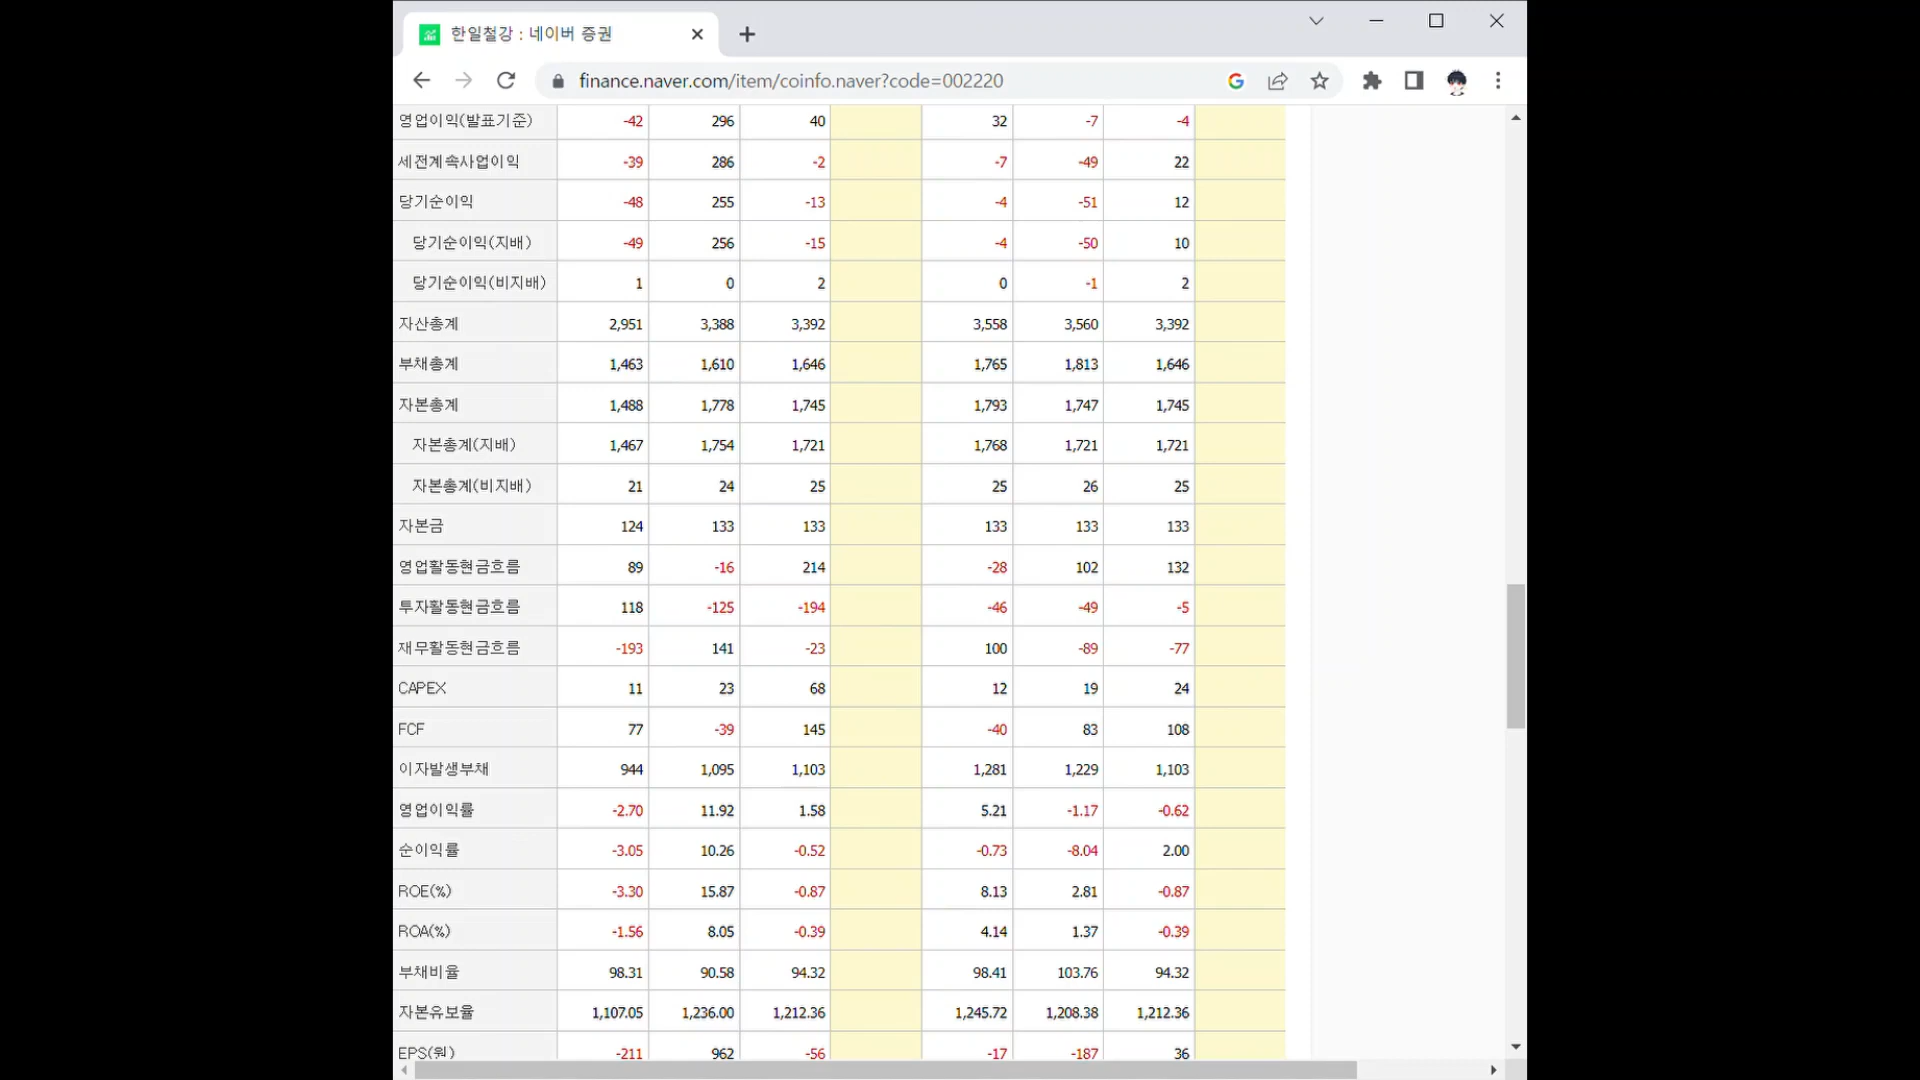 한일철강 : 네이버 증권
finance.naver.com/item/coinfo.naver?code=002220
영업이익(발표기준) -42 296 40 32 -7 -4
세전계속사업이익 -39 286 -2 -7 -49 22
당기순이익 -48 255 -13 -4 -51 12
당기순이익(지배) -49 256 -15 -4 -50 10
당기순이익(비지배) 1 0 2 0 -1 2
자산총계 2,951 3,388 3,392 3,558 3,560 3,392
부채총계 1,463 1,610 1,646 1,765 1,813 1,646
자본총계 1,488 1,778 1,745 1,793 1,747 1,745
자본총계(지배) 1,467 1,754 1,721 1,768 1,721 1,721
자본총계(비지배) 21 24 25 25 26 25
자본금 124 133 133 133 133 133
영업활동현금흐름 89 -16 214 -28 102 132
투자활동현금흐름 118 -125 -194 -46 -49 -5
재무활동현금흐름 -193 141 -23 100 -89 -77
CAPEX 11 23 68 12 19 24
FCF 77 -39 145 -40 83 108
이자발생부채 944 1,095 1,103 1,281 1,229 1,103
영업이익률 -2.70 11.92 1.58 5.21 -1.17 -0.62
순이익률 -3.05 10.26 -0.52 -0.73 -8.04 2.00
ROE(%) -3.30 15.87 -0.87 8.13 2.81 -0.87
ROA(%) -1.56 8.05 -0.39 4.14 1.37 -0.39
부채비율 98.31 90.58 94.32 98.41 103.76 94.32
자본유보율 1,107.05 1,236.00 1,212.36 1,245.72 1,208.38 1,212.36
EPS(원) -211 962 -56 -17 -187 36